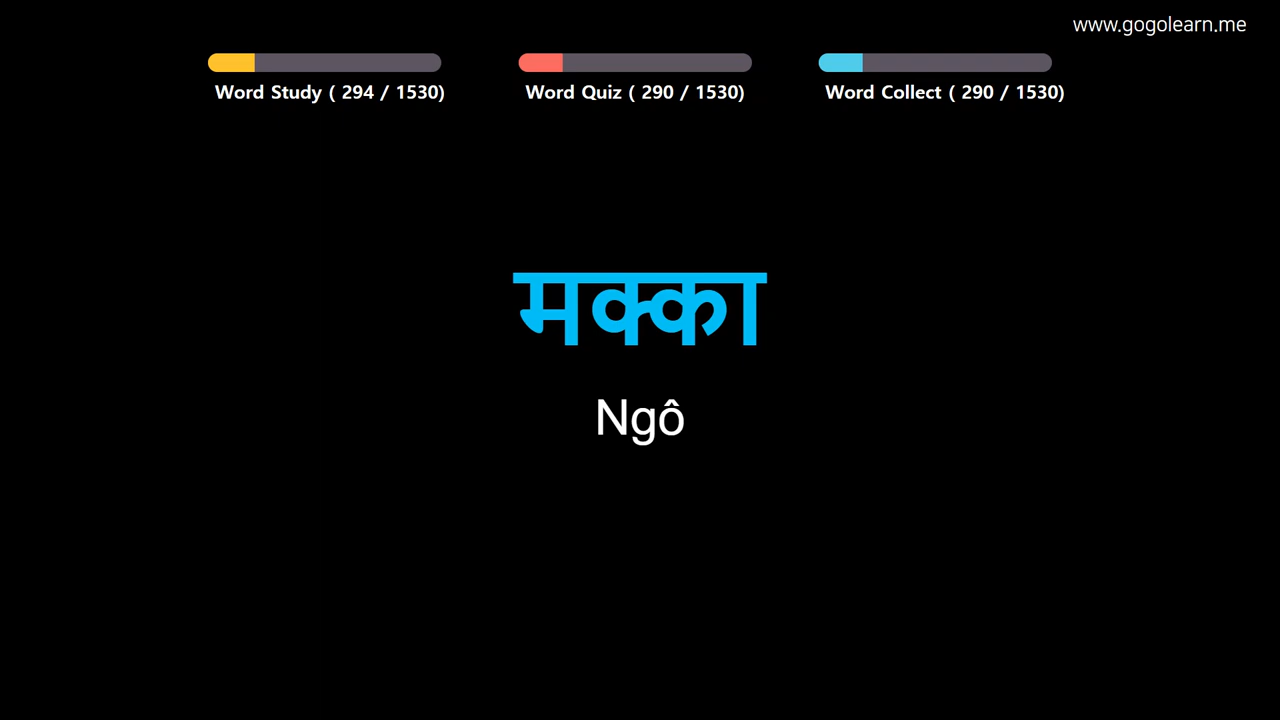 www.gogolearn.me
Word Study ( 294 / 1530)
Word Quiz ( 290 / 1530)
Word Collect ( 290 / 1530)
मक्का
Ngô